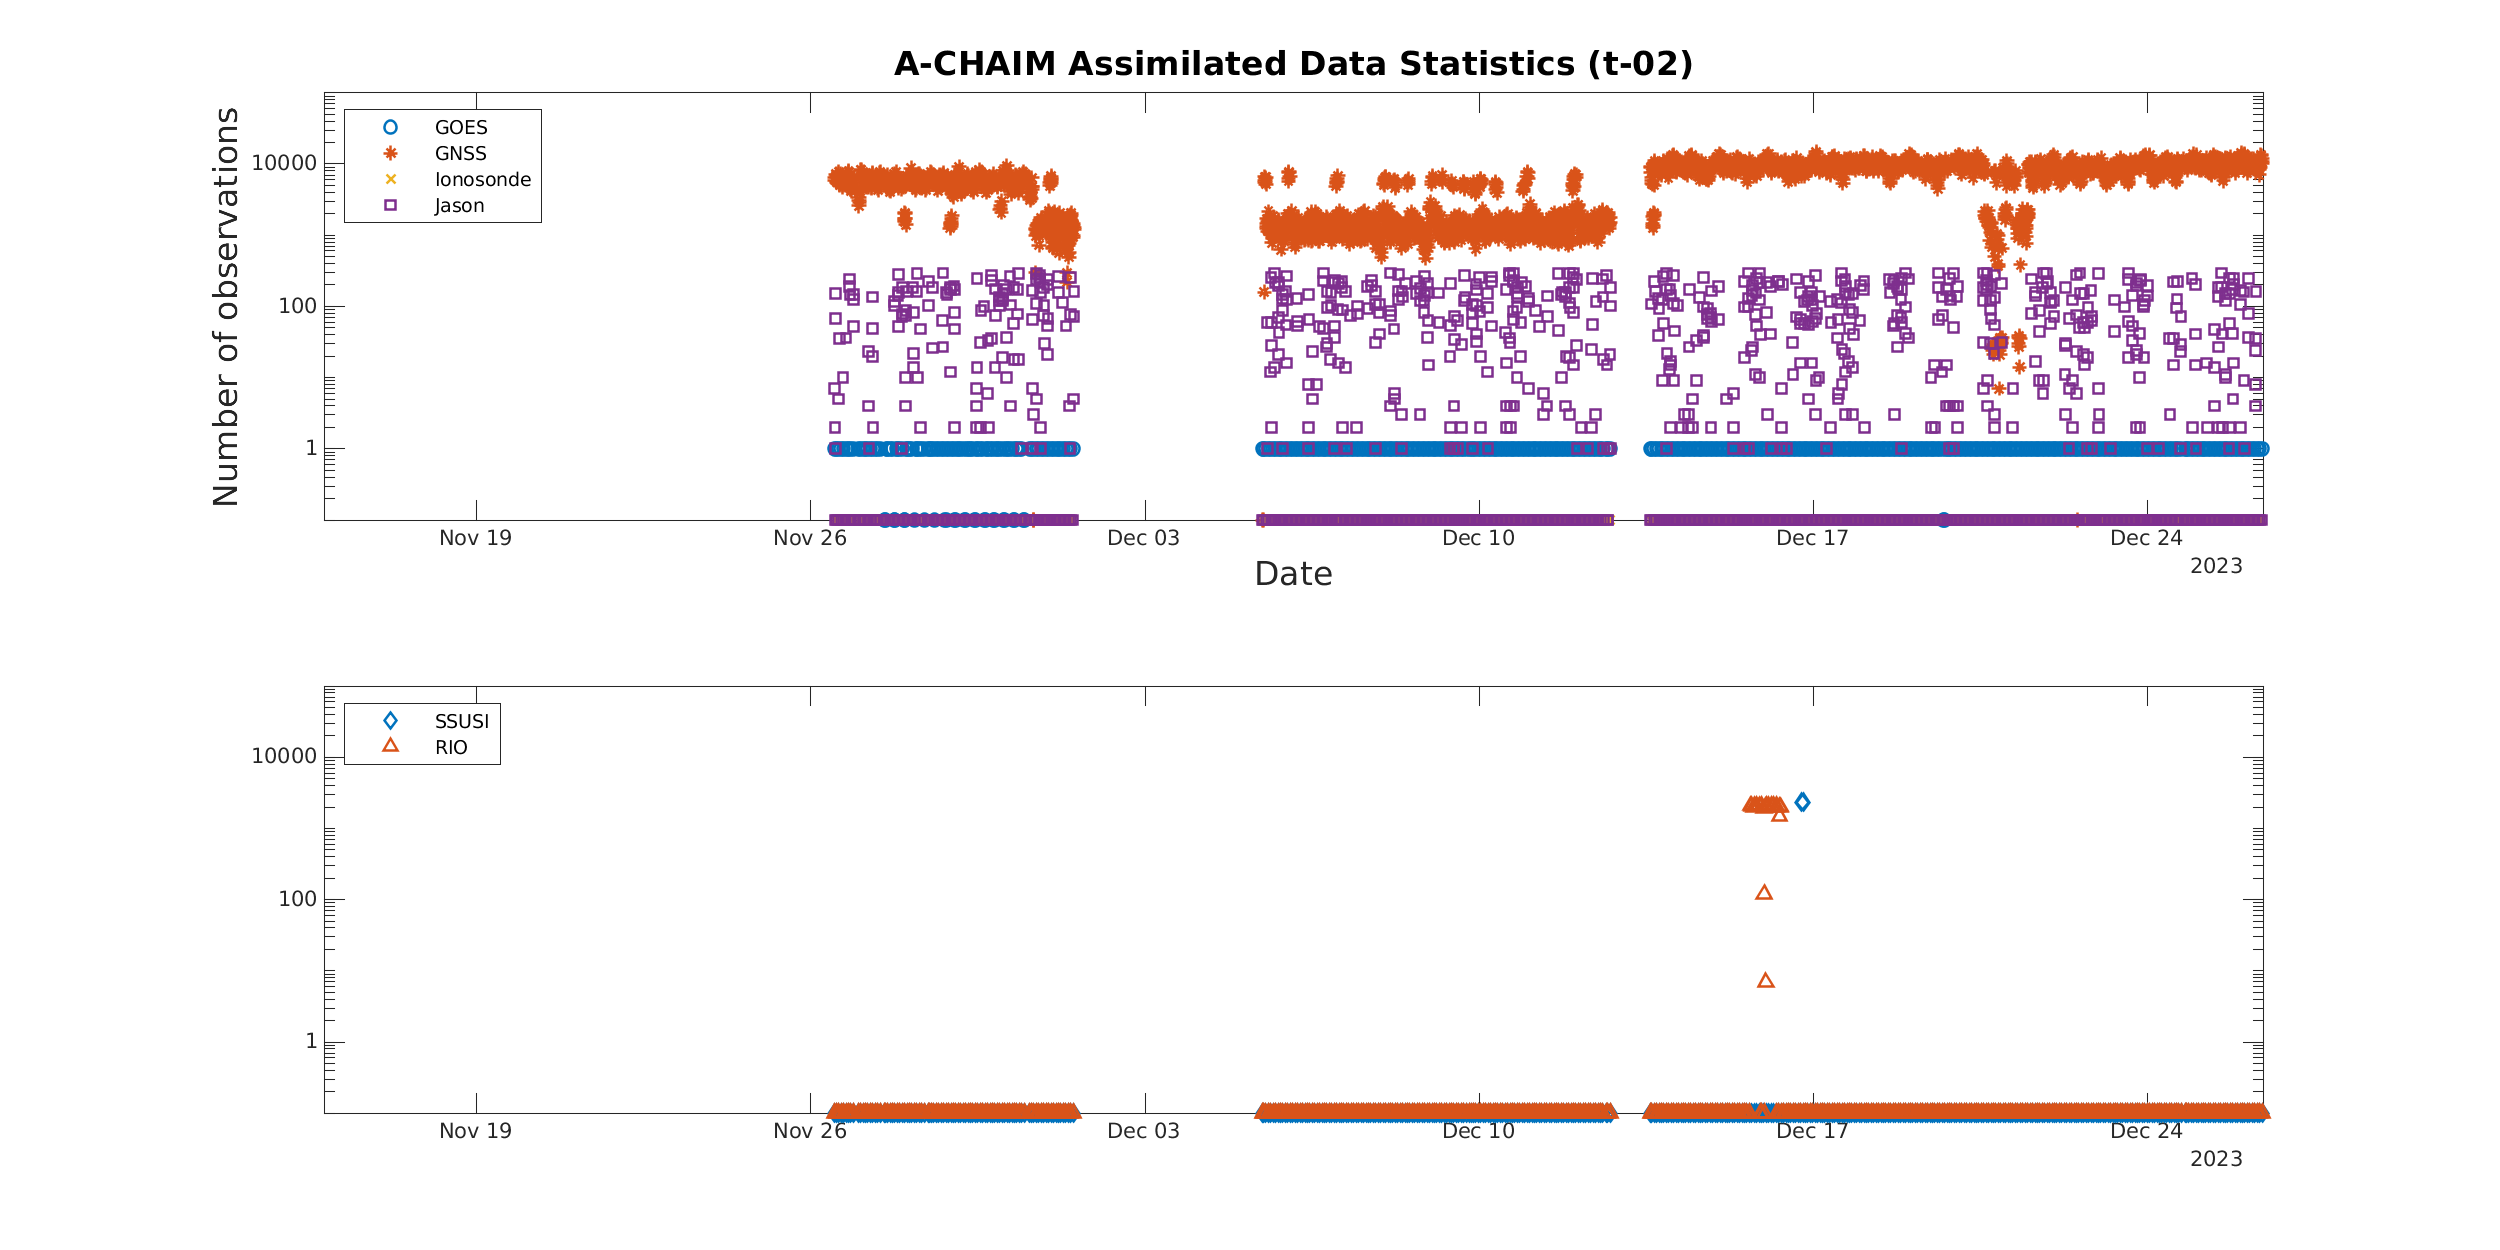 A-CHAIM Assimilated Data Statistics (t-02)
Number of observations
GOES
GNSS
Ionosonde
Jason
10000
100
1
Nov 19
Nov 26
Dec 03
Dec 10
Dec 17
Dec 24
2023
Date
SSUSI
RIO
10000
100
1
Nov 19
Nov 26
Dec 03
Dec 10
Dec 17
Dec 24
2023